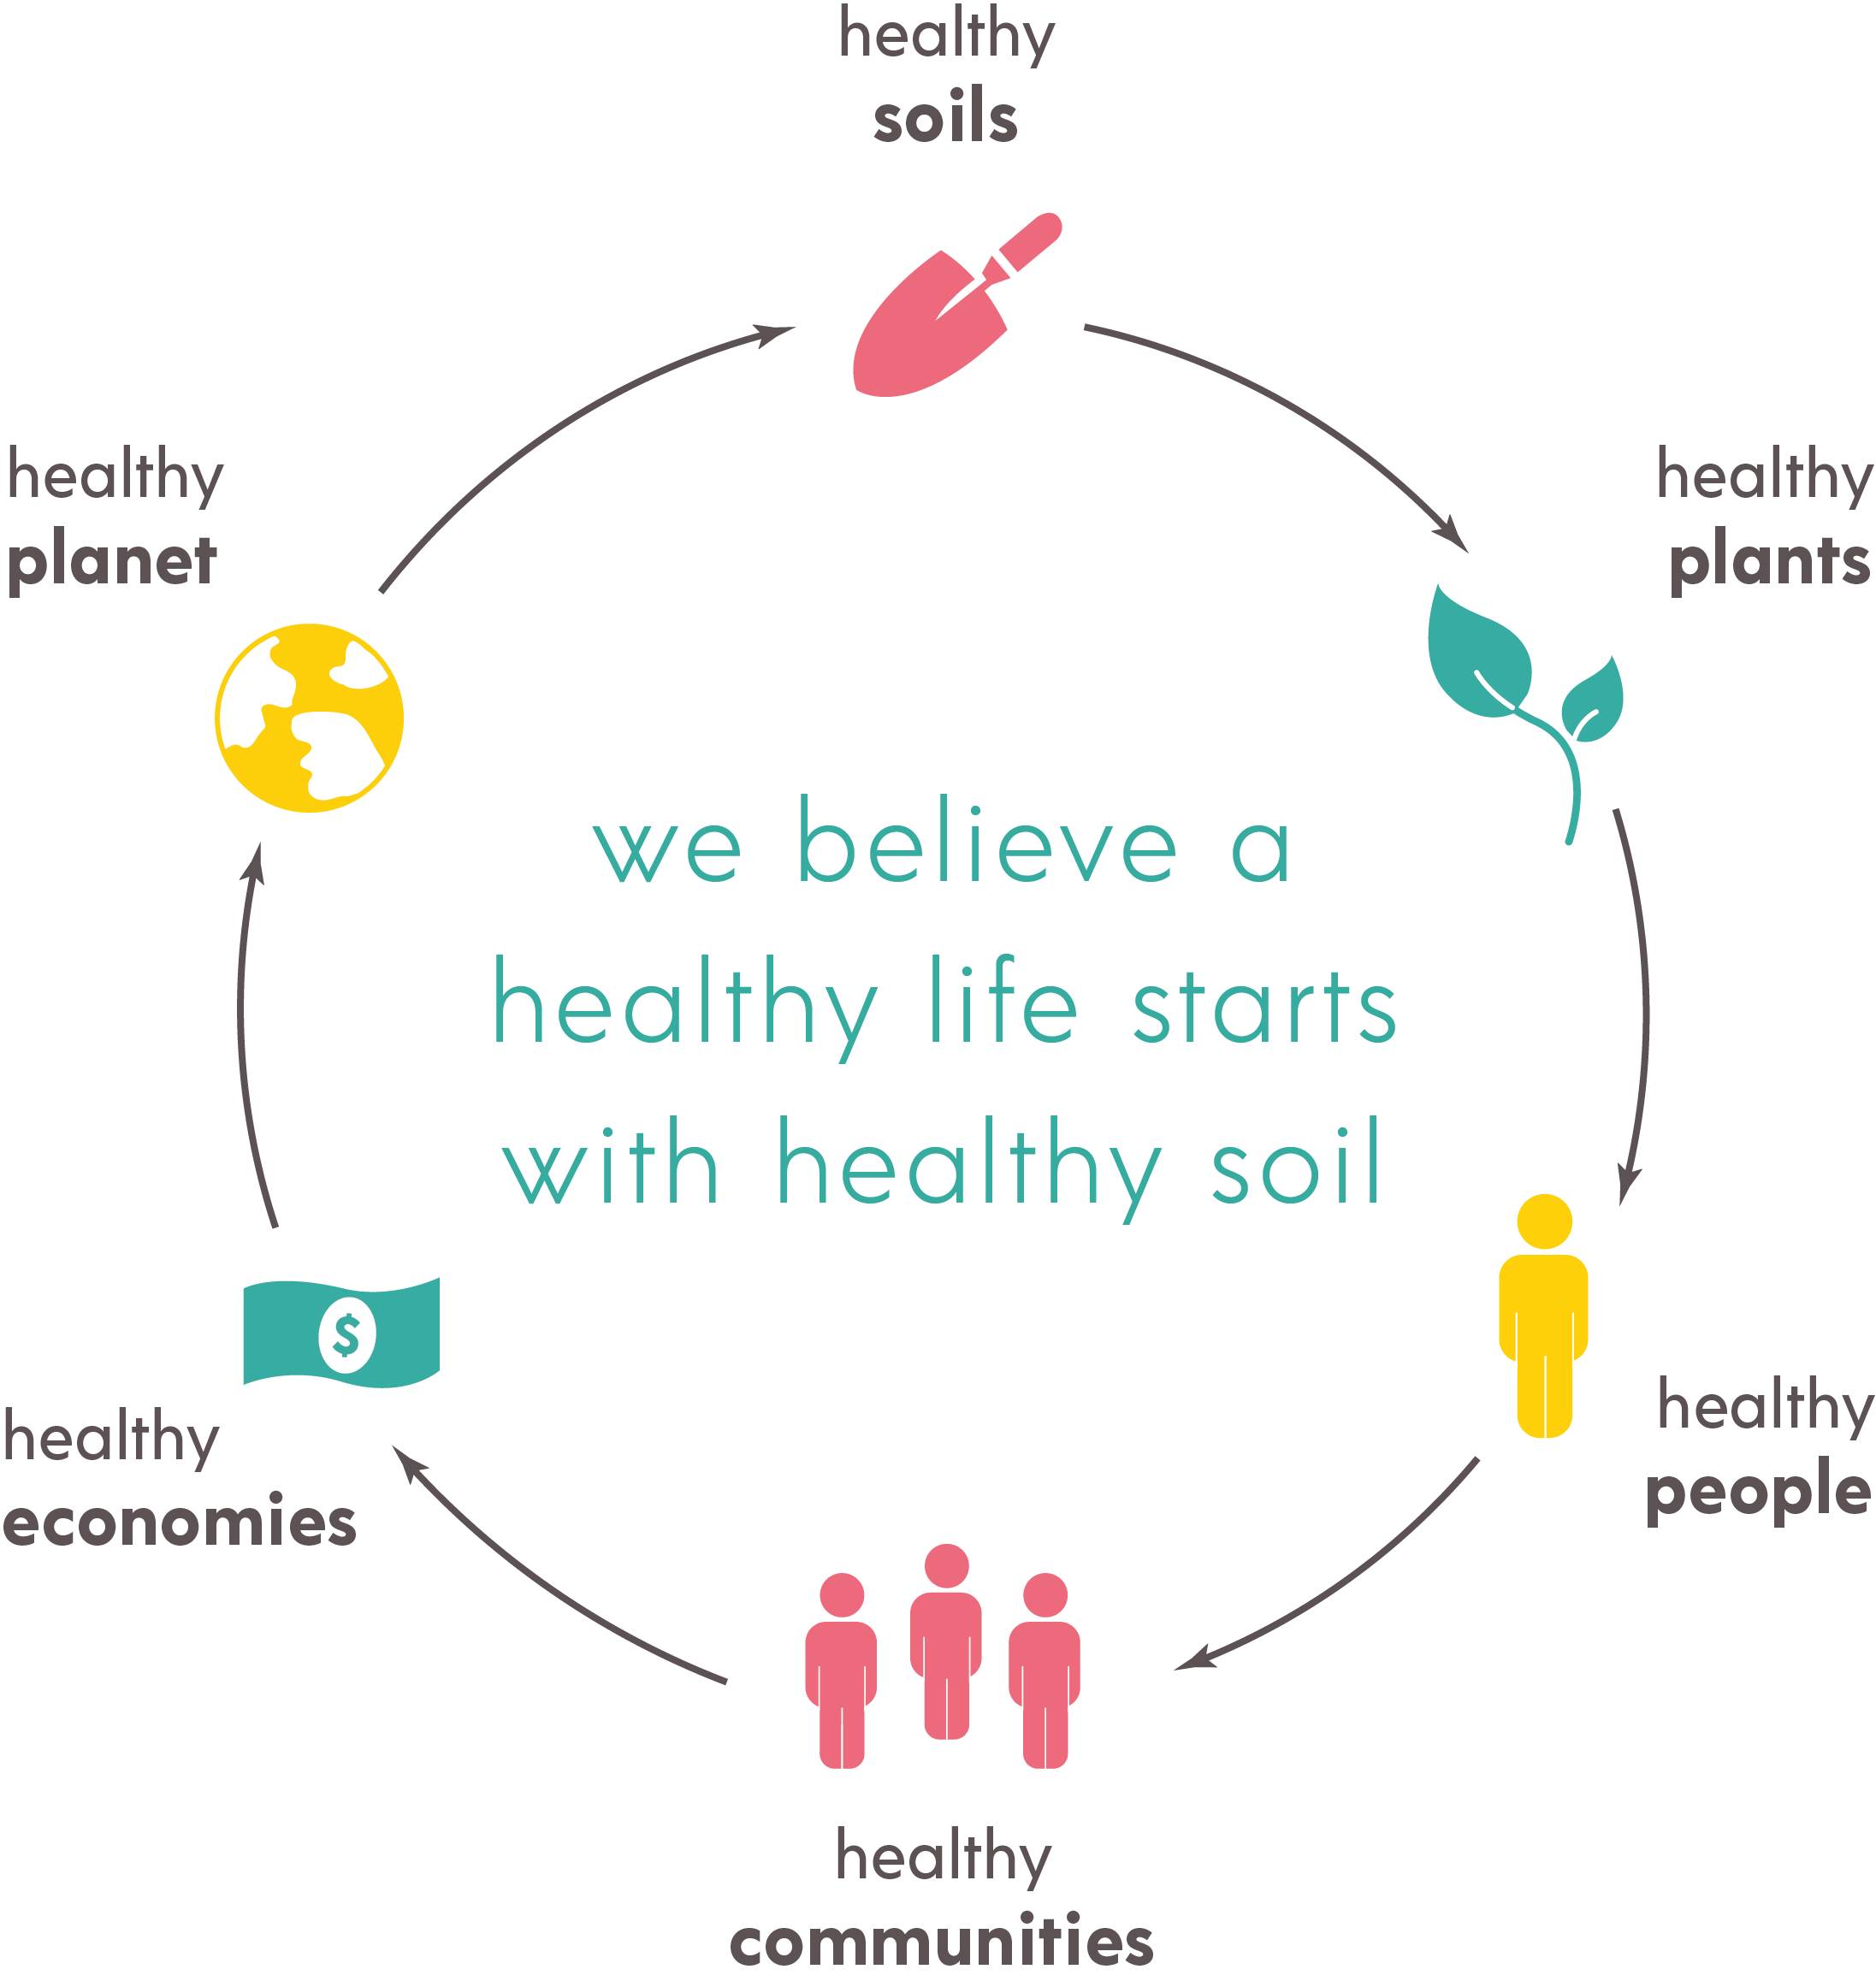 healthy
soils
healthy
plants
healthy
people
healthy
communities
healthy
economies
$
healthy
planet
we believe a
healthy life starts
with healthy soil